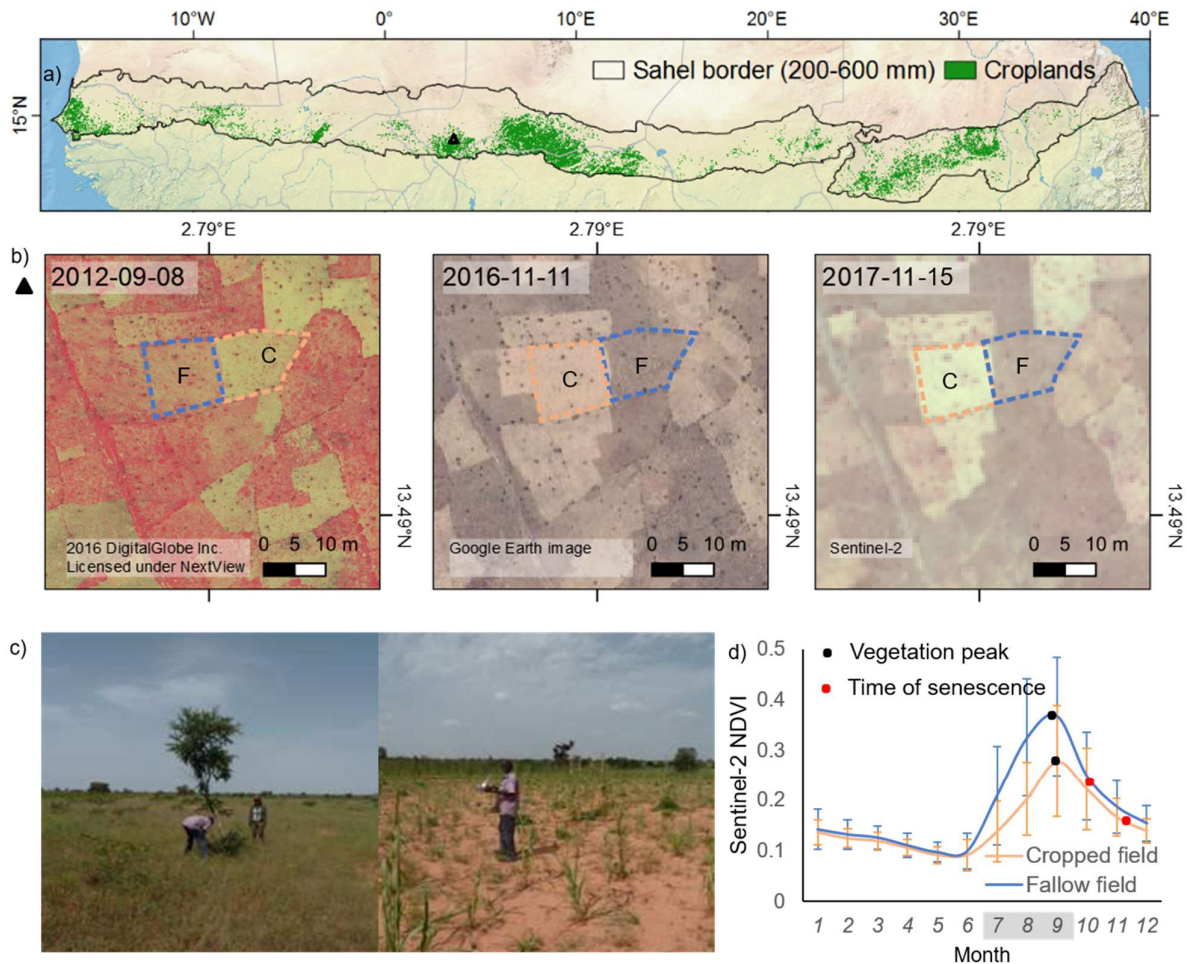 10°W 0° 10°E 20°E 30°E 40°E
a)
Sahel border (200-600 mm) Croplands
15°N
2.79°E 2.79°E 2.79°E
b)
2012-09-08 2016-11-11 2017-11-15
F C C F C F
13.49°N 13.49°N 13.49°N
2016 DigitalGlobe Inc.
Licensed under NextView
0 5 10 m
Google Earth image
0 5 10 m
Sentinel-2
0 5 10 m
c)
d)
Vegetation peak
Time of senescence
Sentinel-2 NDVI
0.5
0.4
0.3
0.2
0.1
0
Cropped field
Fallow field
1 2 3 4 5 6 7 8 9 10 11 12
Month